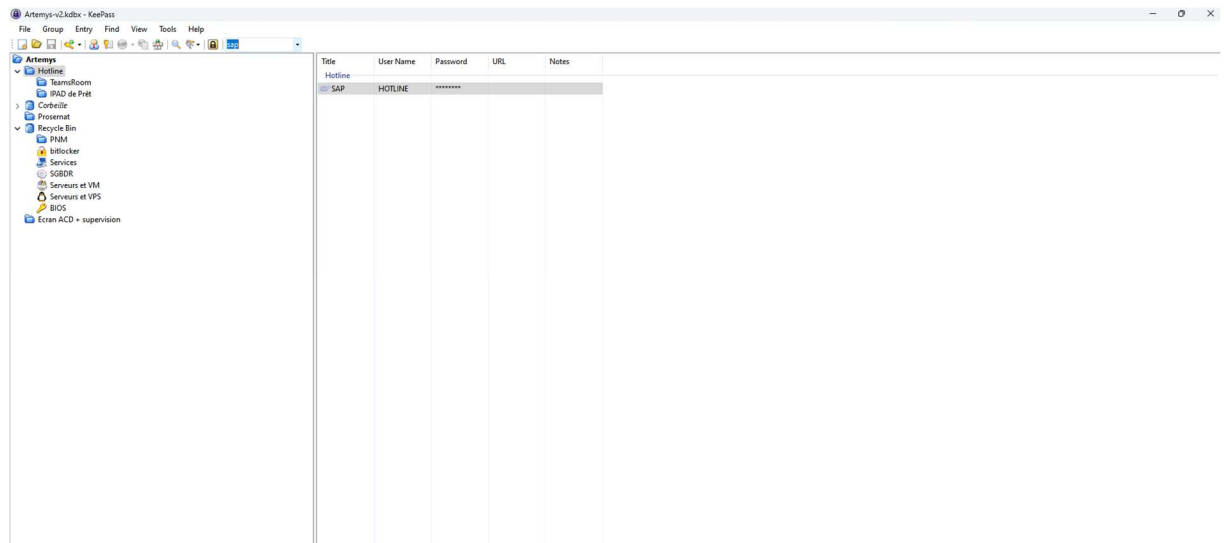 Artemys-v2.kdbx - KeePass
File Group Entry Find View Tools Help
sap
Artemys
Hotline
TeamsRoom
IPAD de Prêt
Corbeille
Prosernat
Recycle Bin
PNM
bitlocker
Services
SGBDR
Serveurs et VM
Serveurs et VPS
BIOS
Ecran ACD + supervision
Title User Name Password URL Notes
Hotline
SAP HOTLINE ********